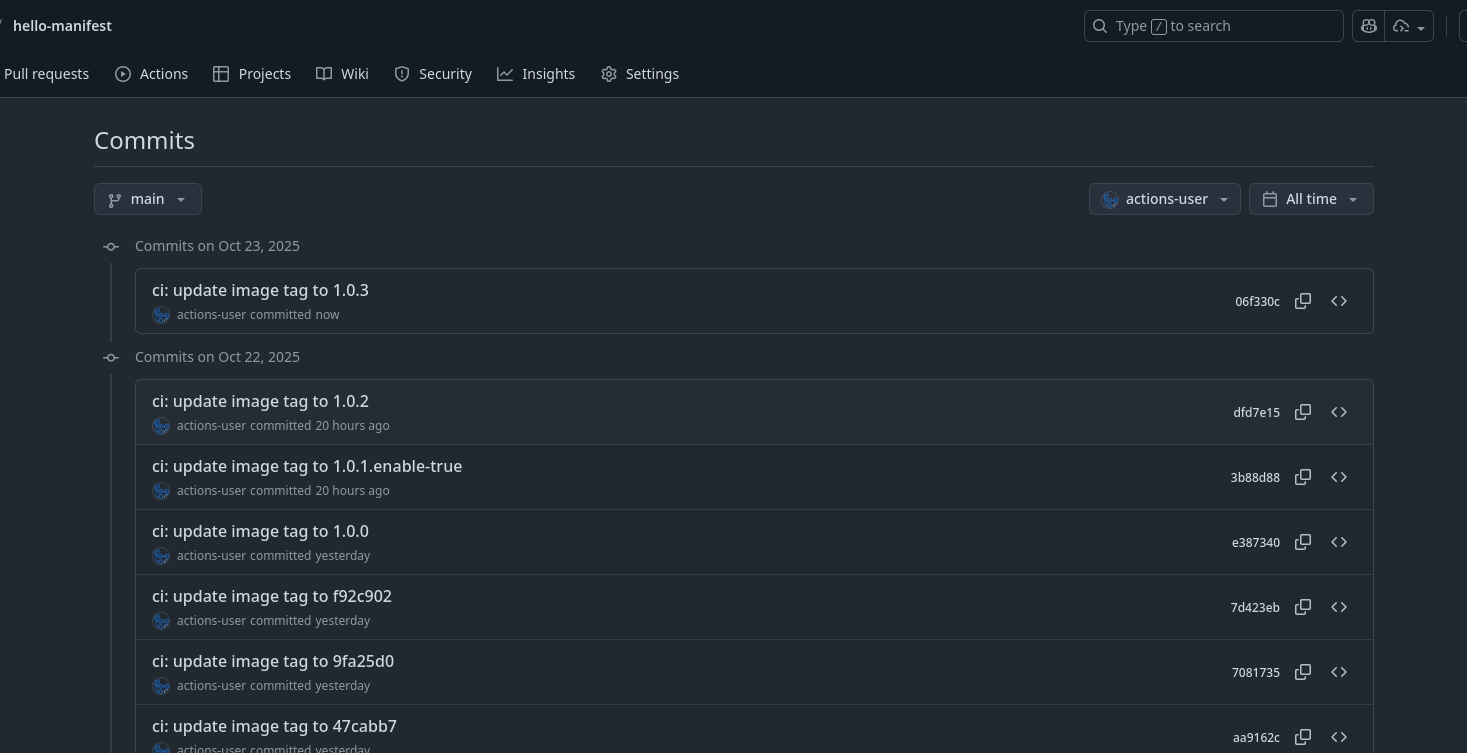 hello-manifest
Type / to search
Pull requests Actions Projects Wiki Security Insights Settings
Commits
main actions-user All time
Commits on Oct 23, 2025
ci: update image tag to 1.0.3
actions-user committed now
06f330c
Commits on Oct 22, 2025
ci: update image tag to 1.0.2
actions-user committed 20 hours ago
dfd7e15
ci: update image tag to 1.0.1.enable-true
actions-user committed 20 hours ago
3b88d88
ci: update image tag to 1.0.0
actions-user committed yesterday
e387340
ci: update image tag to f92c902
actions-user committed yesterday
7d423eb
ci: update image tag to 9fa25d0
actions-user committed yesterday
7081735
ci: update image tag to 47cabb7
actions-user committed yesterday
aa9162c